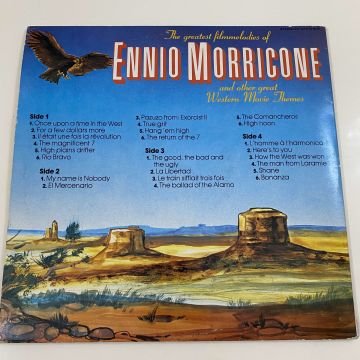 The greatest filmmelodies of
ENNIO MORRICONE
and other great
Western Movie Themes
Side 1
1. Once upon a time in the West
2. For a few dollars more
3. Il était une fois la révolution
4. The magnificent 7
5. High plains drifter
6. Rio Bravo
Side 2
1. My name is Nobody
2. El Mercenario
3. Pazuzo from: Exorcist II
4. True grit
5. Hang 'em high
6. The return of the 7
Side 3
1. The good, the bad and
the ugly
2. La Libertad
3. Le train sifflait trois fois
4. The ballad of the Alamo
5. The Comancheros
6. High noon
Side 4
1. L'homme à l'harmonica
2. Here's to you
3. How the West was won
4. The man from Laramie
5. Shane
6. Bonanza